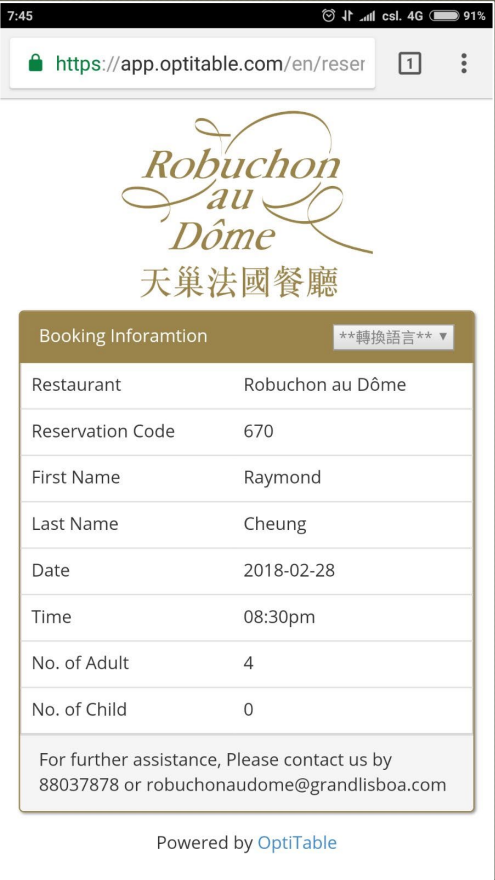 7:45 csl. 4G 91%
https://app.optitable.com/en/reser 1
Robuchon
au
Dôme
天巢法國餐廳
Booking Inforamtion **轉換語言**
Restaurant Robuchon au Dôme
Reservation Code 670
First Name Raymond
Last Name Cheung
Date 2018-02-28
Time 08:30pm
No. of Adult 4
No. of Child 0
For further assistance, Please contact us by
88037878 or robuchonaudome@grandlisboa.com
Powered by OptiTable